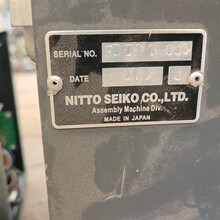 SERIAL NO.
DATE
NITTO SEIKO CO., LTD.
Assembly Machine Div.
MADE IN JAPAN